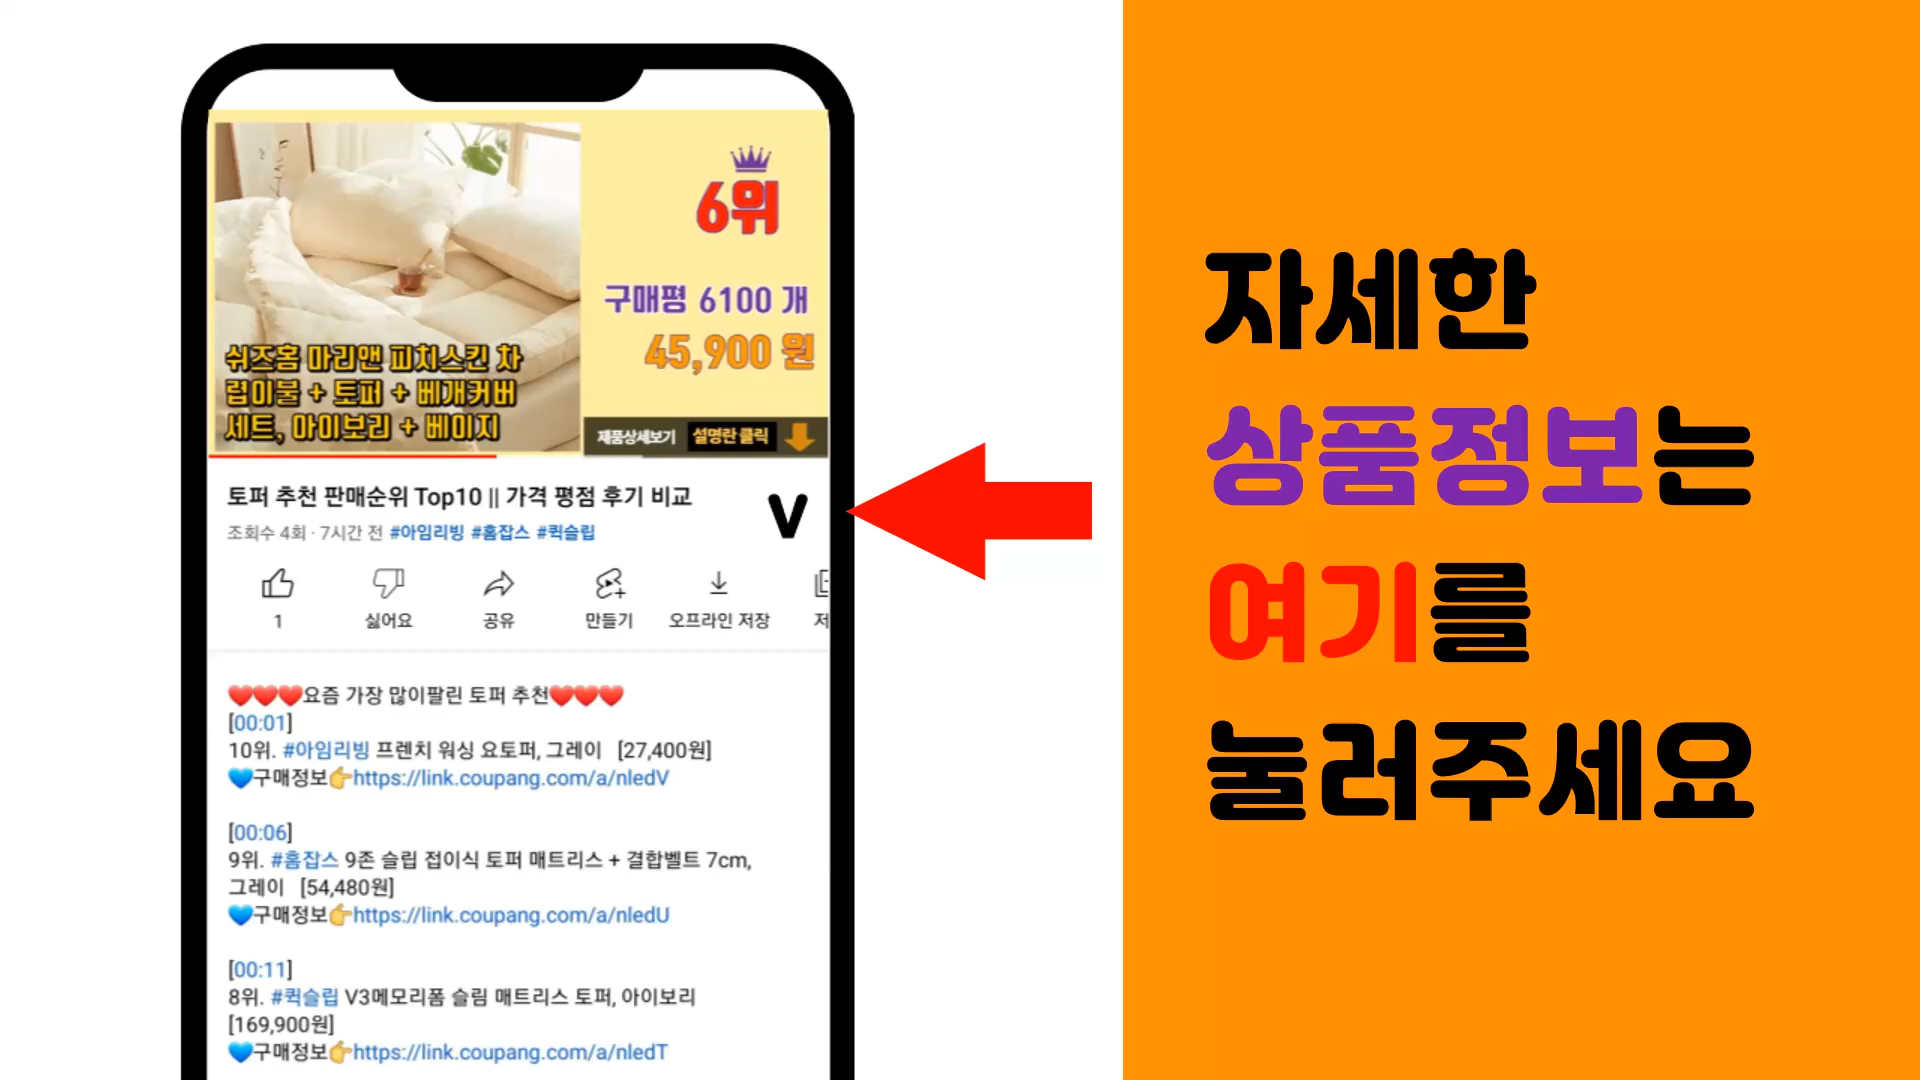 6위
구매평 6100 개
45,900 원
쉬즈홈 마리앤 피치스킨 차
렵이불 + 토퍼 + 베개커버
세트, 아이보리 + 베이지
제품상세보기 설명란 클릭
토퍼 추천 판매순위 Top10 || 가격 평점 후기 비교
V
조회수 4회 · 7시간 전 #아임리빙 #홈잡스 #퀵슬립
1 싫어요 공유 만들기 오프라인 저장 저
❤️❤️❤️요즘 가장 많이팔린 토퍼 추천❤️❤️❤️
[00:01]
10위. #아임리빙 프렌치 워싱 요토퍼, 그레이 [27,400원]
💙구매정보👉https://link.coupang.com/a/nledV
[00:06]
9위. #홈잡스 9존 슬립 접이식 토퍼 매트리스 + 결합벨트 7cm,
그레이 [54,480원]
💙구매정보👉https://link.coupang.com/a/nledU
[00:11]
8위. #퀵슬립 V3메모리폼 슬림 매트리스 토퍼, 아이보리
[169,900원]
💙구매정보👉https://link.coupang.com/a/nledT
자세한
상품정보는
여기를
눌러주세요